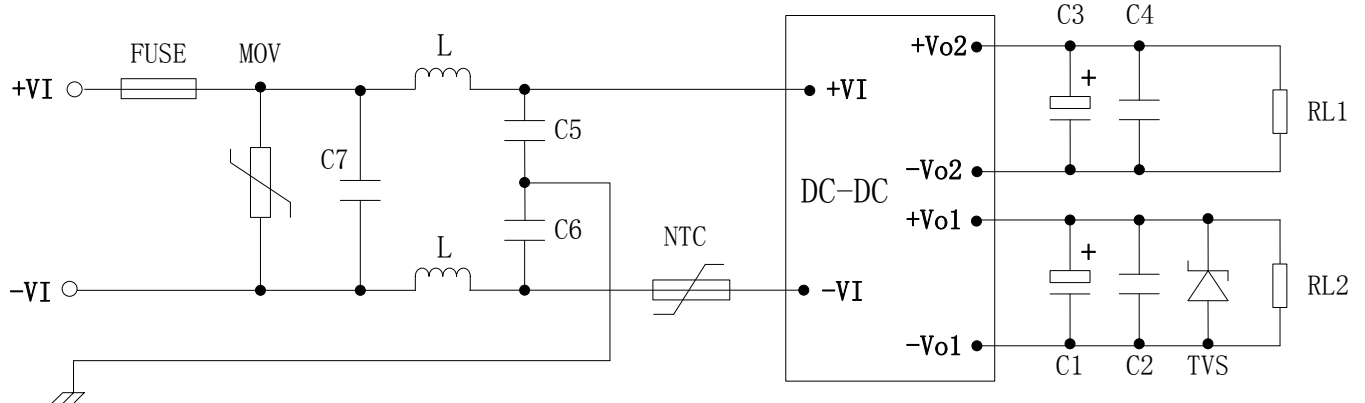 C3 C4
+Vo2
L
FUSE MOV
+VI +VI
+
C5
RL1
C7
-Vo2
DC-DC
+Vo1
C6
NTC
L
+
-VI -VI
RL2
-Vo1
C1 C2 TVS